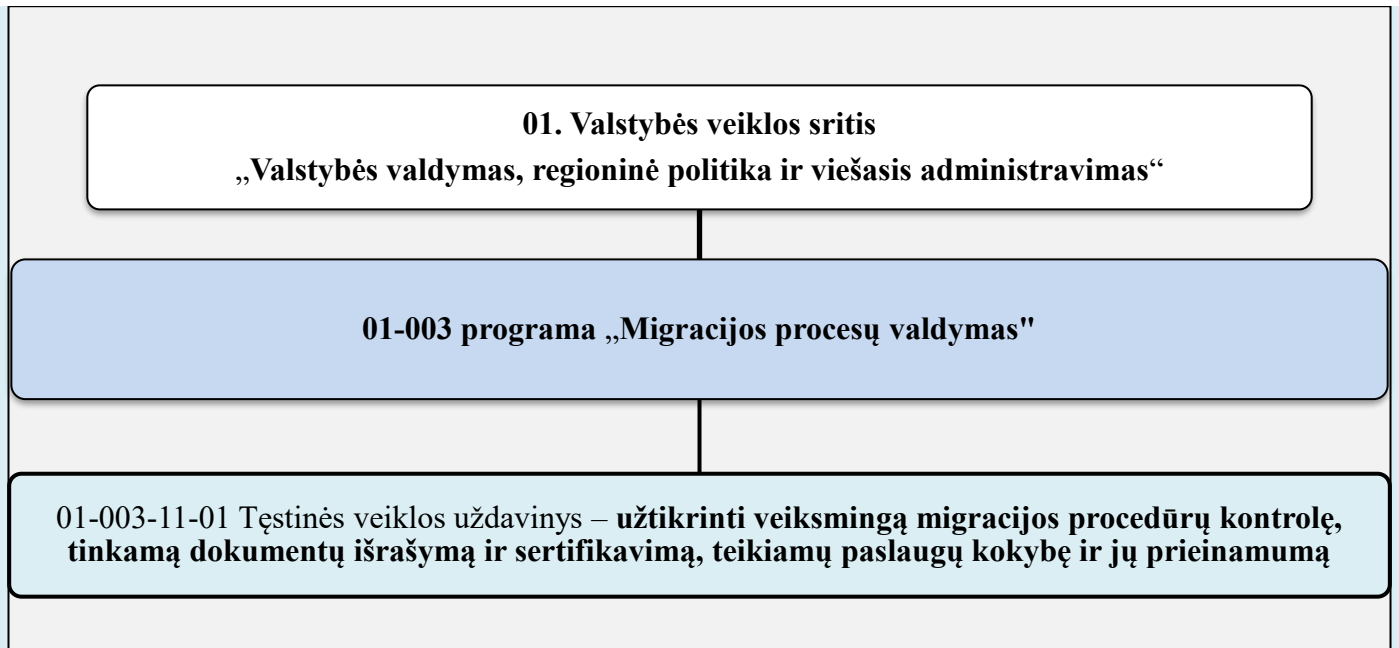 01. Valstybės veiklos sritis
„Valstybės valdymas, regioninė politika ir viešasis administravimas“
01-003 programa „Migracijos procesų valdymas"
01-003-11-01 Tęstinės veiklos uždavinys – užtikrinti veiksmingą migracijos procedūrų kontrolę,
tinkamą dokumentų išrašymą ir sertifikavimą, teikiamų paslaugų kokybę ir jų prieinamumą